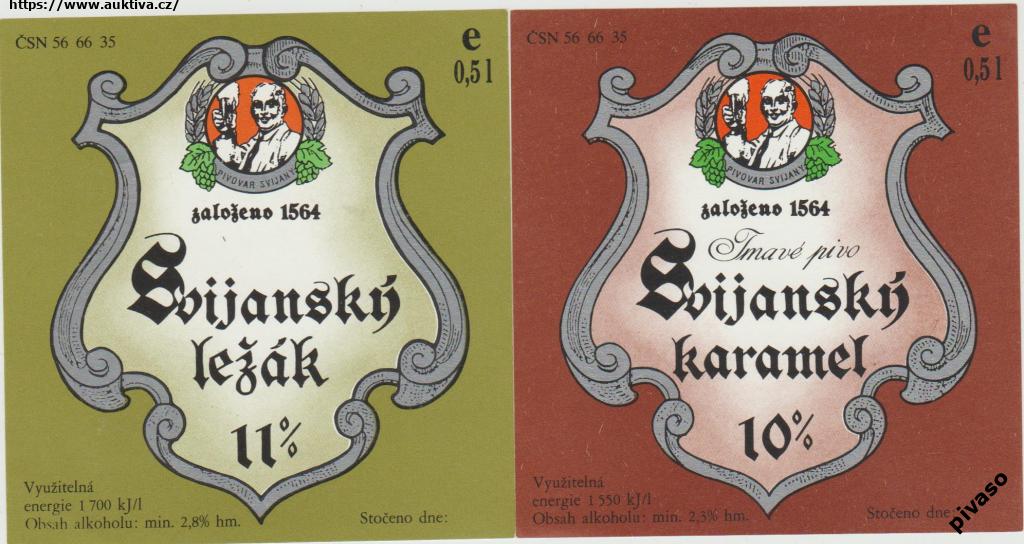 https://www.auktiva.cz/
ČSN 56 66 35
e
0,5 l
PIVOVAR SVIJANY
založeno 1564
Svijanský
ležák
11%
Využitelná
energie 1 700 kJ/l
Obsah alkoholu: min. 2,8% hm.
Stočeno dne:
ČSN 56 66 35
e
0,5 l
PIVOVAR SVIJANY
založeno 1564
Tmavé pivo
Svijanský
karamel
10%
Využitelná
energie 1 550 kJ/l
Obsah alkoholu: min. 2,3% hm.
Stočeno dne:
pivaso